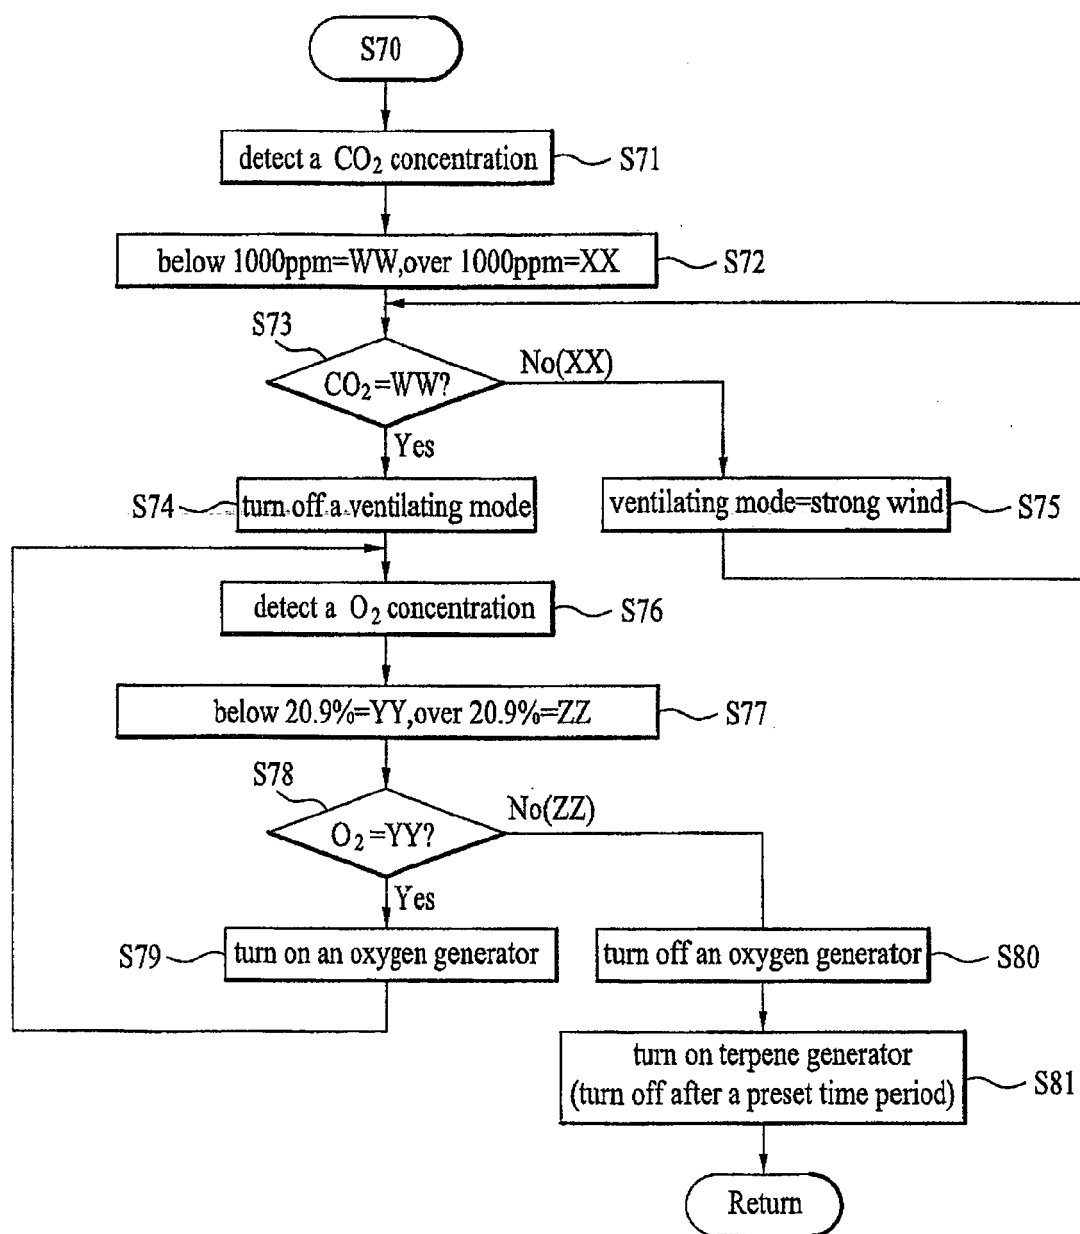 S70
detect a CO2 concentration
S71
below 1000ppm=WW,over 1000ppm=XX
S72
S73
CO2=WW?
No(XX)
Yes
S74
turn off a ventilating mode
ventilating mode=strong wind
S75
detect a O2 concentration
S76
below 20.9%=YY,over 20.9%=ZZ
S77
S78
O2=YY?
No(ZZ)
Yes
S79
turn on an oxygen generator
turn off an oxygen generator
S80
turn on terpene generator
(turn off after a preset time period)
S81
Return